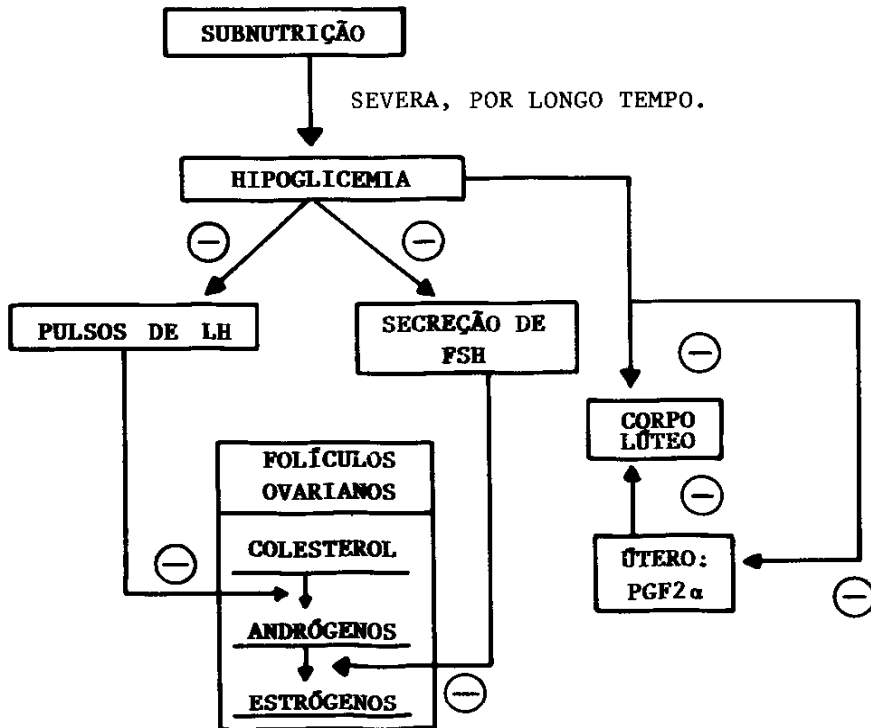 SUBNUTRIÇÃO
SEVERA, POR LONGO TEMPO.
HIPOGLICEMIA
−
−
PULSOS DE LH
SECREÇÃO DE
FSH
−
CORPO
LÚTEO
FOLÍCULOS
OVARIANOS
−
COLESTEROL
−
ÚTERO:
PGF2α
−
ANDRÓGENOS
ESTRÓGENOS
−